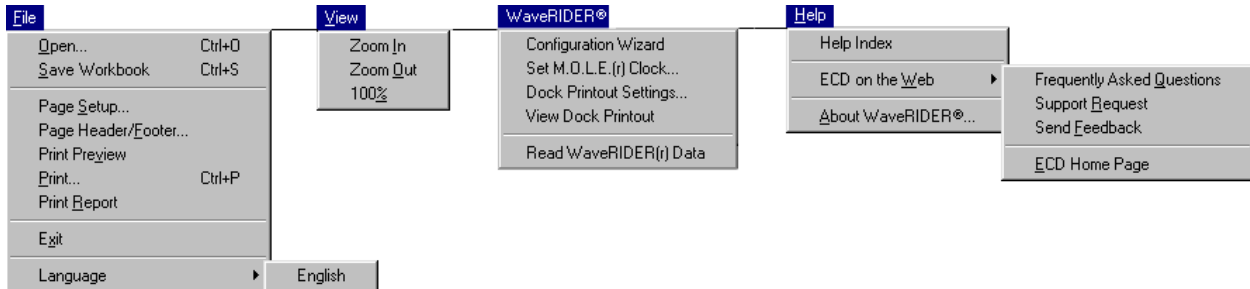 File
Open... Ctrl+O
Save Workbook Ctrl+S
Page Setup...
Page Header/Footer...
Print Preview
Print... Ctrl+P
Print Report
Exit
Language
English
View
Zoom In
Zoom Out
100%
WaveRIDER®
Configuration Wizard
Set M.O.L.E.(r) Clock...
Dock Printout Settings...
View Dock Printout
Read WaveRIDER(r) Data
Help
Help Index
ECD on the Web
About WaveRIDER®...
Frequently Asked Questions
Support Request
Send Feedback
ECD Home Page